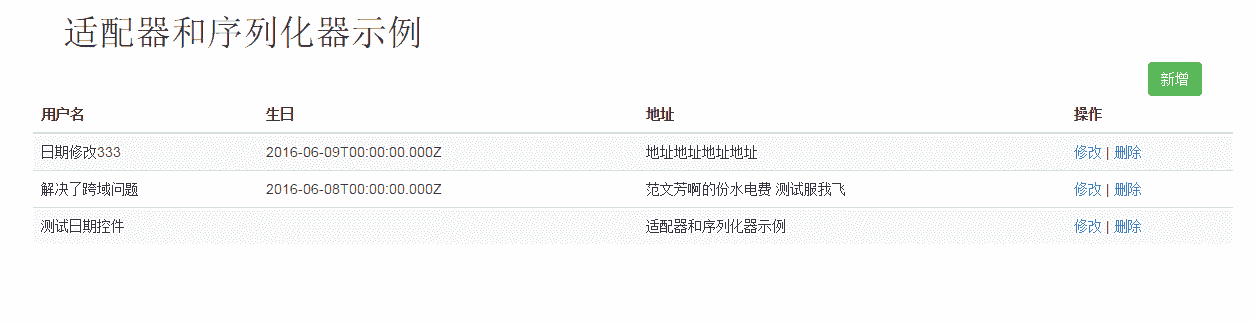 适配器和序列化器示例
新增
用户名 生日 地址 操作
日期修改333 2016-06-09T00:00:00.000Z 地址地址地址地址 修改 | 删除
解决了跨域问题 2016-06-08T00:00:00.000Z 范文芳啊的份水电费 测试服我飞 修改 | 删除
测试日期控件 适配器和序列化器示例 修改 | 删除